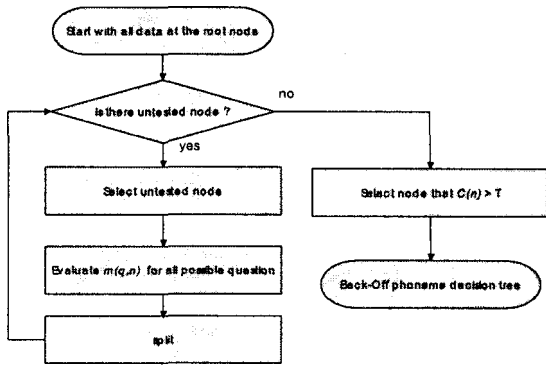 Start with all data at the root node
Is there untested node ?
no
yes
Select untested node
Select node that C(n) > T
Evaluate m(q,n) for all possible question
Back-Off phoneme decision tree
split